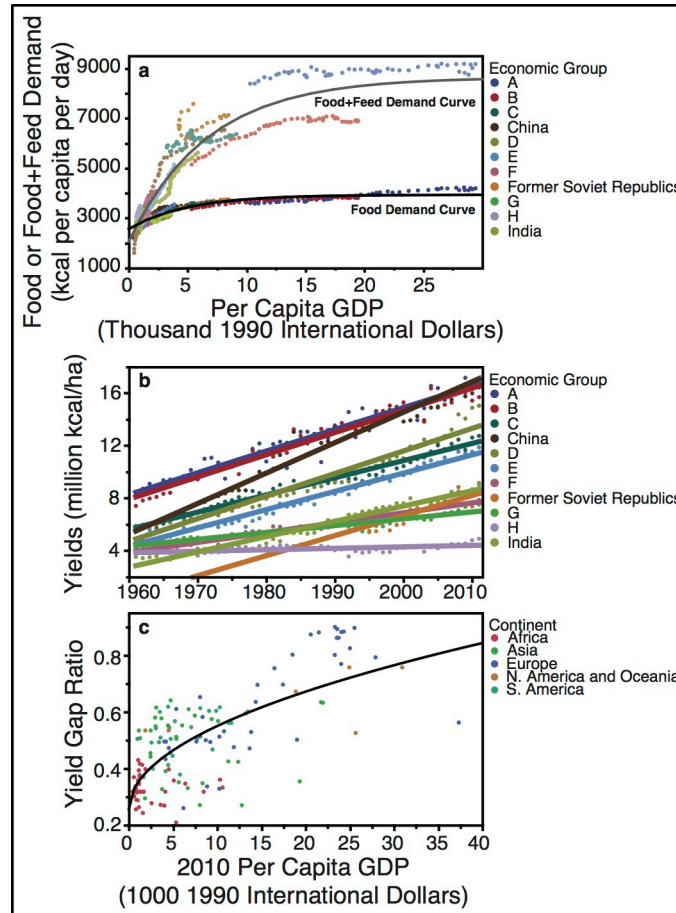 Food or Food+Feed Demand
(kcal per capita per day)
9000
7000
5000
3000
1000
a
Food+Feed Demand Curve
Food Demand Curve
0
5
10
15
20
25
Per Capita GDP
(Thousand 1990 International Dollars)
Economic Group
A
B
C
China
D
E
F
Former Soviet Republics
G
H
India
Yields (million kcal/ha)
16
12
8
4
b
1960
1970
1980
1990
2000
2010
Economic Group
A
B
C
China
D
E
F
Former Soviet Republics
G
H
India
Yield Gap Ratio
0.8
0.6
0.4
0.2
c
0
5
10
15
20
25
30
35
40
2010 Per Capita GDP
(1000 1990 International Dollars)
Continent
Africa
Asia
Europe
N. America and Oceania
S. America